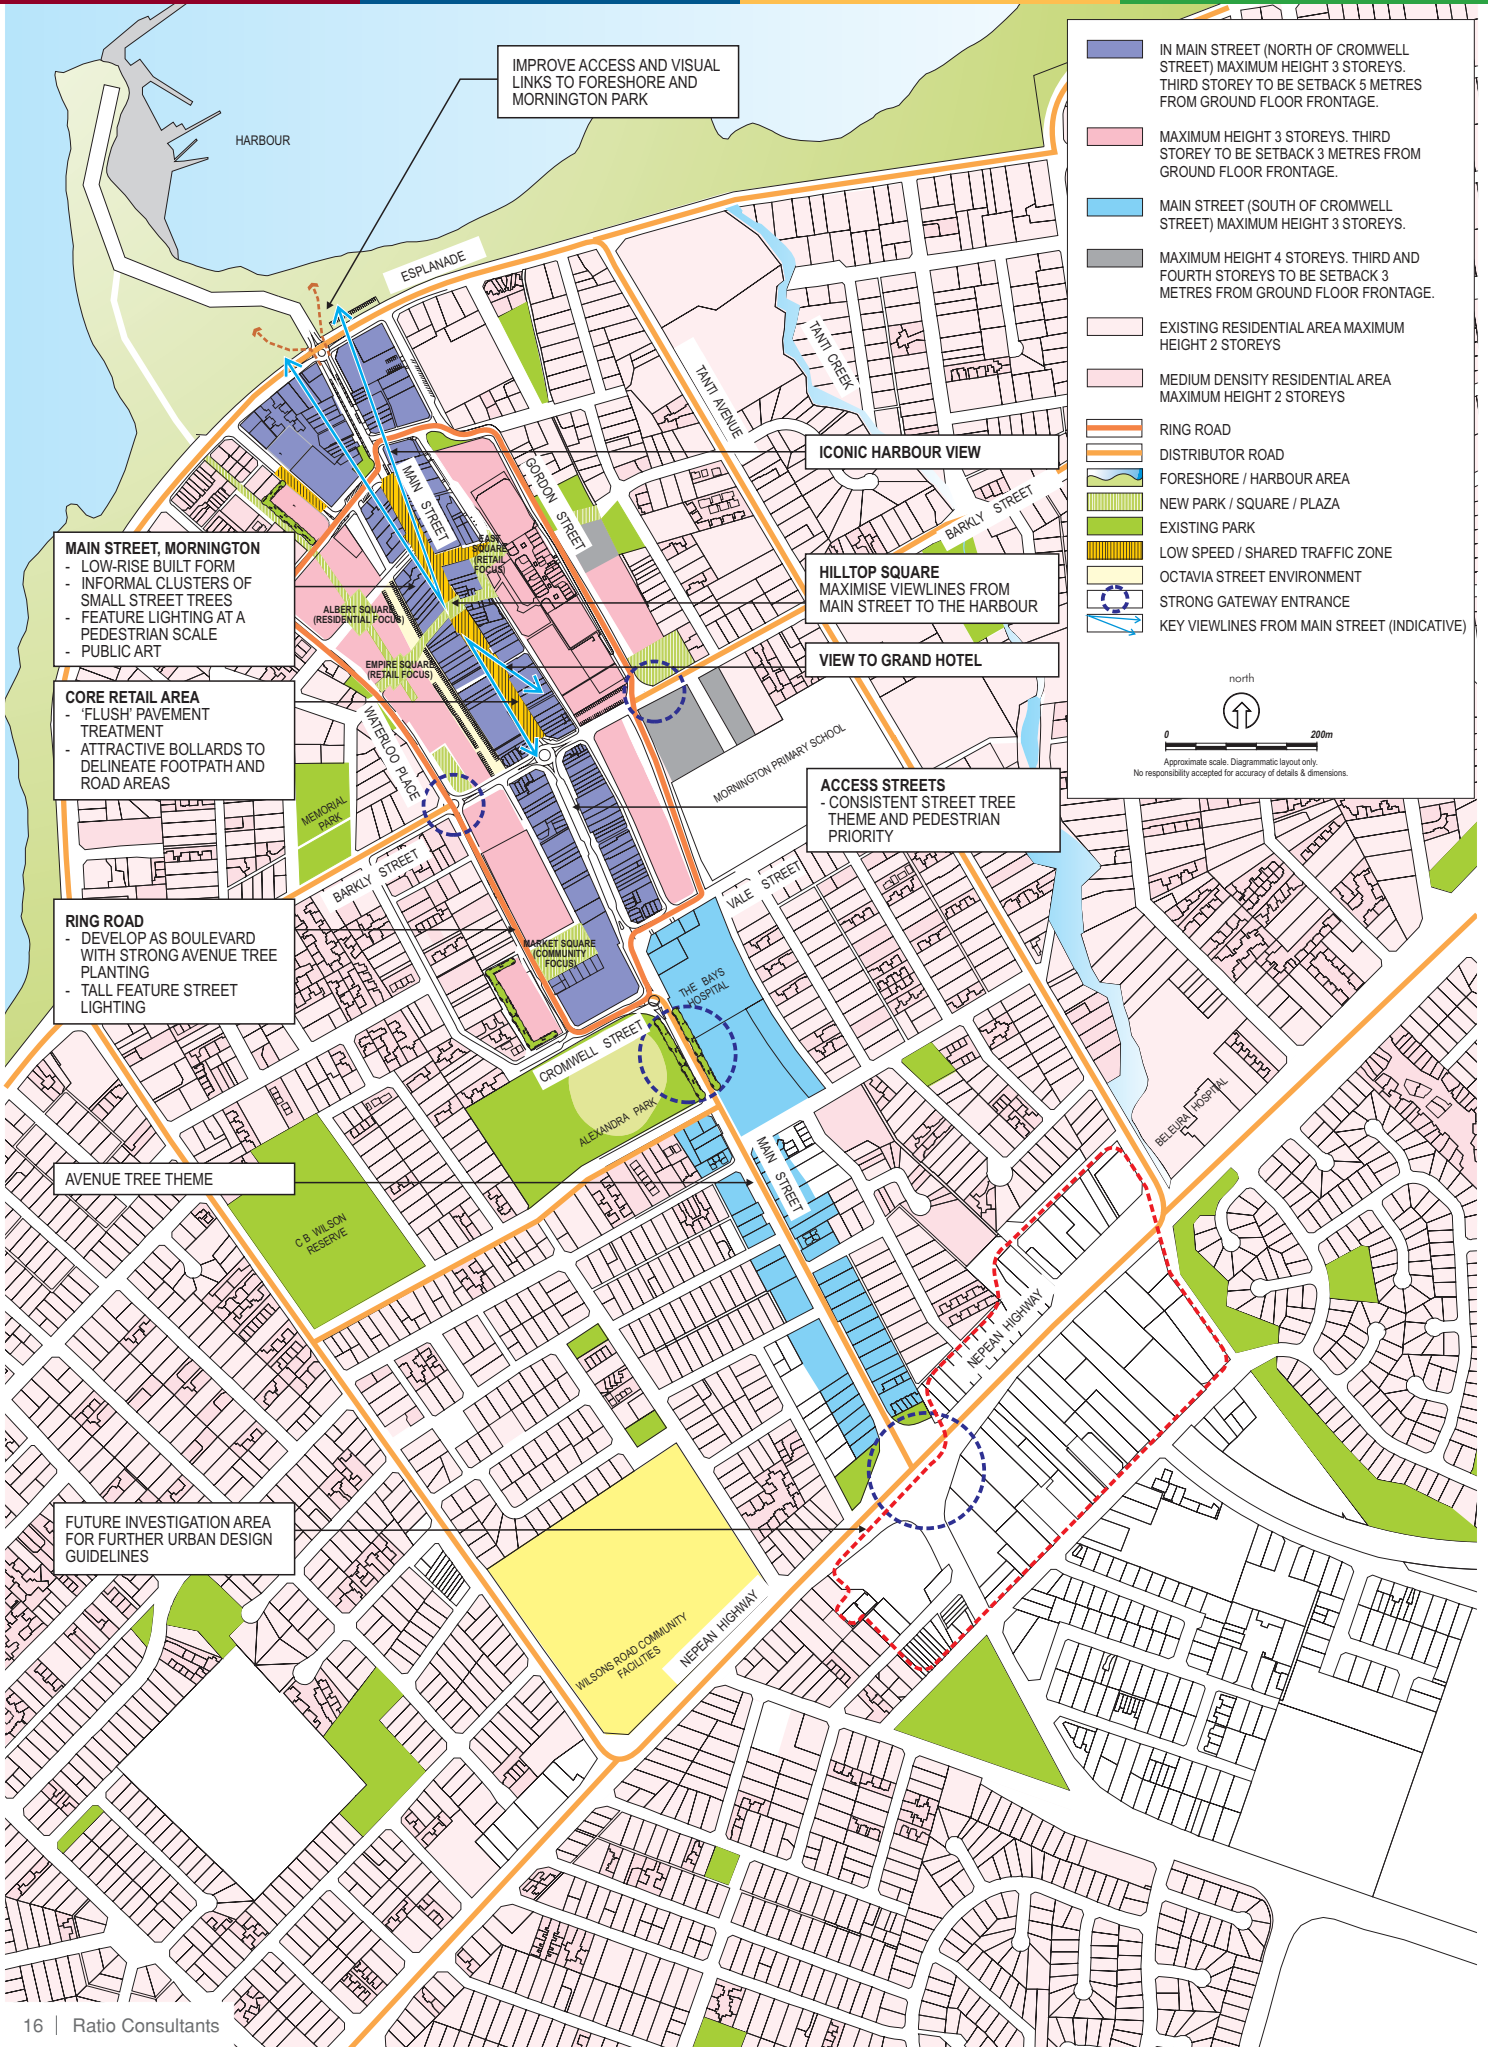 IMPROVE ACCESS AND VISUAL
LINKS TO FORESHORE AND
MORNINGTON PARK
HARBOUR
ESPLANADE
TANTI CREEK
TANTI AVENUE
ICONIC HARBOUR VIEW
MAIN STREET
GORDON STREET
BARKLY STREET
EAST
SQUARE
(RETAIL
FOCUS)
MAIN STREET, MORNINGTON
- LOW-RISE BUILT FORM
- INFORMAL CLUSTERS OF
SMALL STREET TREES
- FEATURE LIGHTING AT A
PEDESTRIAN SCALE
- PUBLIC ART
HILLTOP SQUARE
MAXIMISE VIEWLINES FROM
MAIN STREET TO THE HARBOUR
ALBERT SQUARE
(RESIDENTIAL FOCUS)
EMPIRE SQUARE
(RETAIL FOCUS)
VIEW TO GRAND HOTEL
CORE RETAIL AREA
- 'FLUSH' PAVEMENT
TREATMENT
- ATTRACTIVE BOLLARDS TO
DELINEATE FOOTPATH AND
ROAD AREAS
WATERLOO PLACE
MORNINGTON PRIMARY SCHOOL
MEMORIAL
PARK
ACCESS STREETS
- CONSISTENT STREET TREE
THEME AND PEDESTRIAN
PRIORITY
BARKLY STREET
VALE STREET
RING ROAD
- DEVELOP AS BOULEVARD
WITH STRONG AVENUE TREE
PLANTING
- TALL FEATURE STREET
LIGHTING
MARKET SQUARE
(COMMUNITY
FOCUS)
THE BAYS
HOSPITAL
CROMWELL STREET
ALEXANDRA PARK
BELEURA HOSPITAL
AVENUE TREE THEME
MAIN STREET
C B WILSON
RESERVE
NEPEAN HIGHWAY
FUTURE INVESTIGATION AREA
FOR FURTHER URBAN DESIGN
GUIDELINES
WILSONS ROAD COMMUNITY
FACILITIES
NEPEAN HIGHWAY
IN MAIN STREET (NORTH OF CROMWELL
STREET) MAXIMUM HEIGHT 3 STOREYS.
THIRD STOREY TO BE SETBACK 5 METRES
FROM GROUND FLOOR FRONTAGE.
MAXIMUM HEIGHT 3 STOREYS. THIRD
STOREY TO BE SETBACK 3 METRES FROM
GROUND FLOOR FRONTAGE.
MAIN STREET (SOUTH OF CROMWELL
STREET) MAXIMUM HEIGHT 3 STOREYS.
MAXIMUM HEIGHT 4 STOREYS. THIRD AND
FOURTH STOREYS TO BE SETBACK 3
METRES FROM GROUND FLOOR FRONTAGE.
EXISTING RESIDENTIAL AREA MAXIMUM
HEIGHT 2 STOREYS
MEDIUM DENSITY RESIDENTIAL AREA
MAXIMUM HEIGHT 2 STOREYS
RING ROAD
DISTRIBUTOR ROAD
FORESHORE / HARBOUR AREA
NEW PARK / SQUARE / PLAZA
EXISTING PARK
LOW SPEED / SHARED TRAFFIC ZONE
OCTAVIA STREET ENVIRONMENT
STRONG GATEWAY ENTRANCE
KEY VIEWLINES FROM MAIN STREET (INDICATIVE)
north
0 200m
Approximate scale. Diagrammatic layout only.
No responsibility accepted for accuracy of details & dimensions.
16 | Ratio Consultants